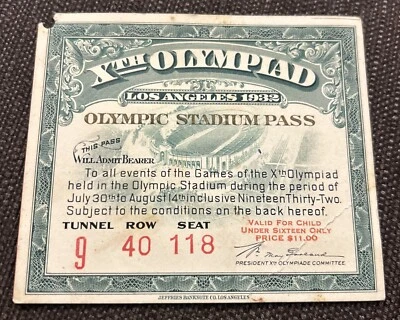 Xth OLYMPIAD
LOS ANGELES 1932
OLYMPIC STADIUM PASS
THIS PASS
WILL ADMIT BEARER
To all events of the Games of the Xth Olympiad
held in the Olympic Stadium during the period of
July 30th to August 14th inclusive Nineteen Thirty-Two.
Subject to the conditions on the back hereof.
TUNNEL ROW SEAT
9 40 118
VALID FOR CHILD
UNDER SIXTEEN ONLY
PRICE $11.00
Wm May Garland
PRESIDENT Xth OLYMPIADE COMMITTEE
JEFFRIES BANKNOTE CO. LOS ANGELES